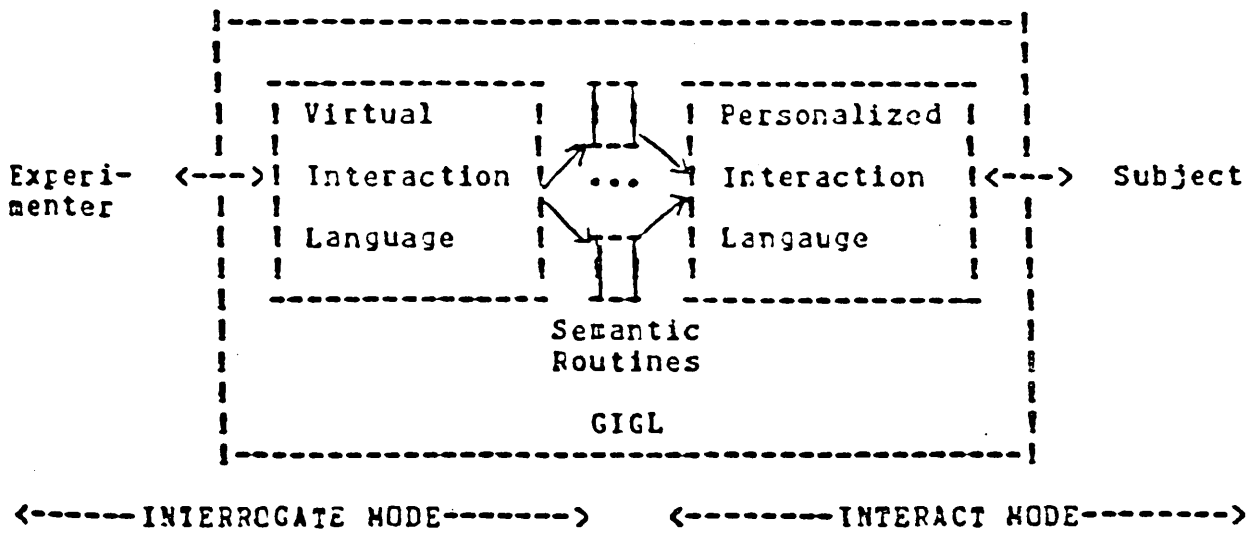 Virtual Personalized
Experi- <---> Interaction ... Interaction <---> Subject
menter
Language Langauge
Semantic
Routines
GIGL
<------INTERROGATE MODE-------> <--------INTERACT MODE-------->